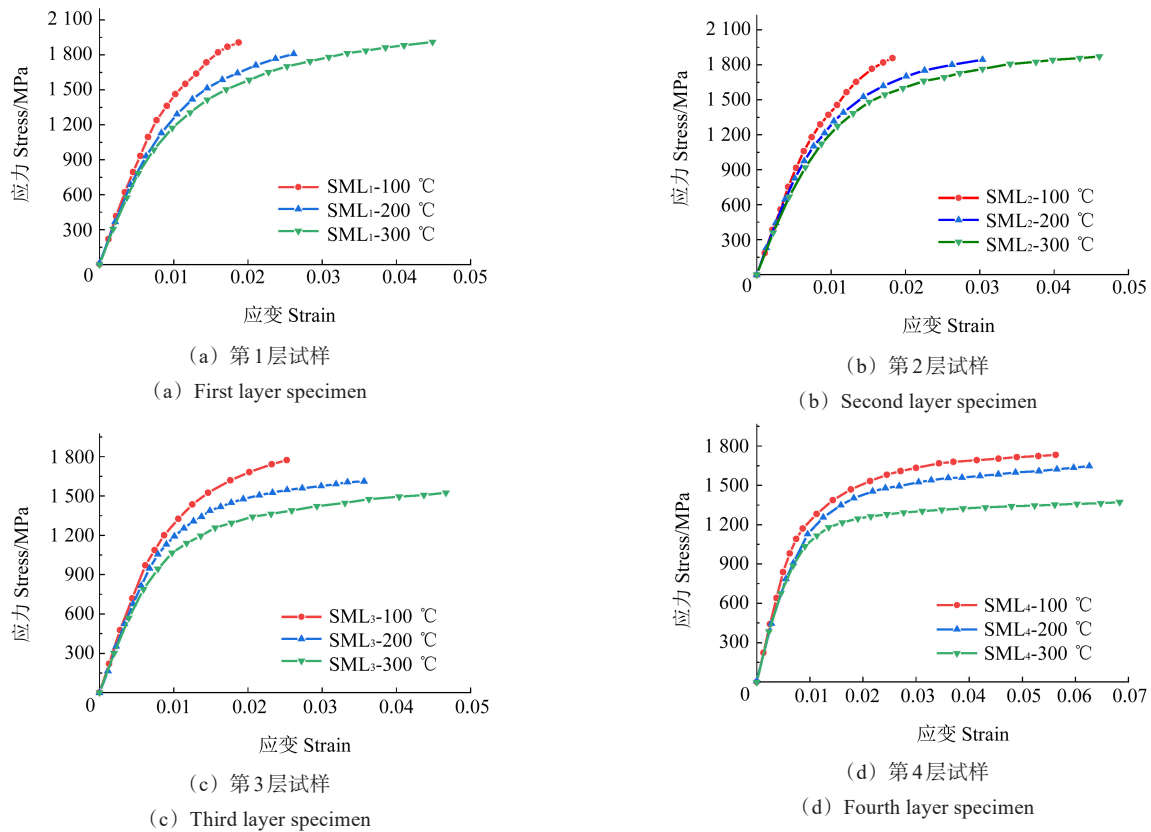 2 100
1 800
1 500
1 200
900
600
300
0
0.01
0.02
0.03
0.04
0.05
应力 Stress/MPa
应变 Strain
SML₁-100 ℃
SML₁-200 ℃
SML₁-300 ℃
（a）第1层试样
（a）First layer specimen
2 100
1 800
1 500
1 200
900
600
300
0
0.01
0.02
0.03
0.04
0.05
应力 Stress/MPa
应变 Strain
SML₂-100 ℃
SML₂-200 ℃
SML₂-300 ℃
（b）第2层试样
（b）Second layer specimen
1 800
1 500
1 200
900
600
300
0
0.01
0.02
0.03
0.04
0.05
应力 Stress/MPa
应变 Strain
SML₃-100 ℃
SML₃-200 ℃
SML₃-300 ℃
（c）第3层试样
（c）Third layer specimen
1 800
1 500
1 200
900
600
300
0
0.01
0.02
0.03
0.04
0.05
0.06
0.07
应力 Stress/MPa
应变 Strain
SML₄-100 ℃
SML₄-200 ℃
SML₄-300 ℃
（d）第4层试样
（d）Fourth layer specimen